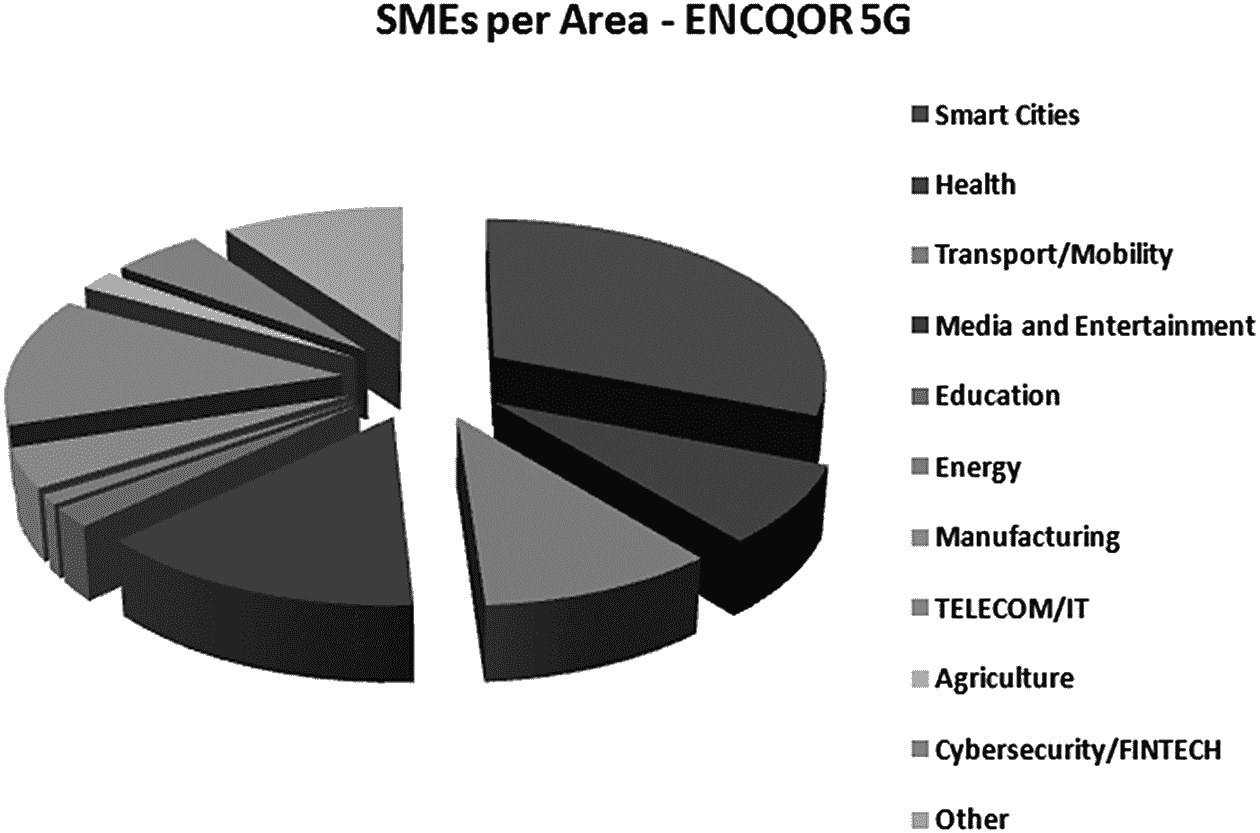 SMEs per Area - ENCQOR 5G
Smart Cities
Health
Transport/Mobility
Media and Entertainment
Education
Energy
Manufacturing
TELECOM/IT
Agriculture
Cybersecurity/FINTECH
Other